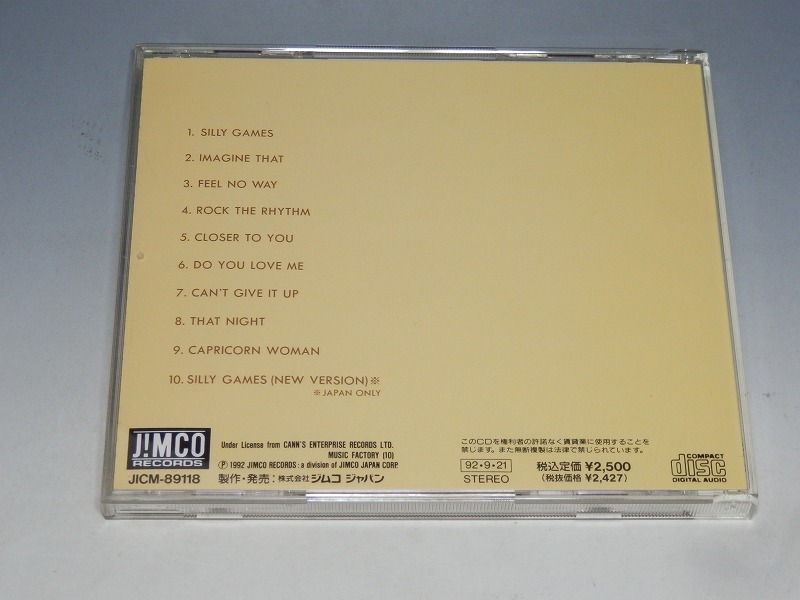 1. SILLY GAMES
2. IMAGINE THAT
3. FEEL NO WAY
4. ROCK THE RHYTHM
5. CLOSER TO YOU
6. DO YOU LOVE ME
7. CAN'T GIVE IT UP
8. THAT NIGHT
9. CAPRICORN WOMAN
10. SILLY GAMES (NEW VERSION)※
※JAPAN ONLY
J!MCO
RECORDS
JICM-89118
Under License from CANN'S ENTERPRISE RECORDS LTD.
MUSIC FACTORY (10)
Ⓟ 1992 JIMCO RECORDS : a division of JIMCO JAPAN CORP.
製作・発売：株式会社 ジムコ ジャパン
このCDを権利者の許諾なく賃貸業に使用することを
禁じます。また無断複製は法律で禁じられています。
92・9・21 税込定価 ¥2,500
STEREO (税抜価格 ¥2,427)
COMPACT
disc
DIGITAL AUDIO